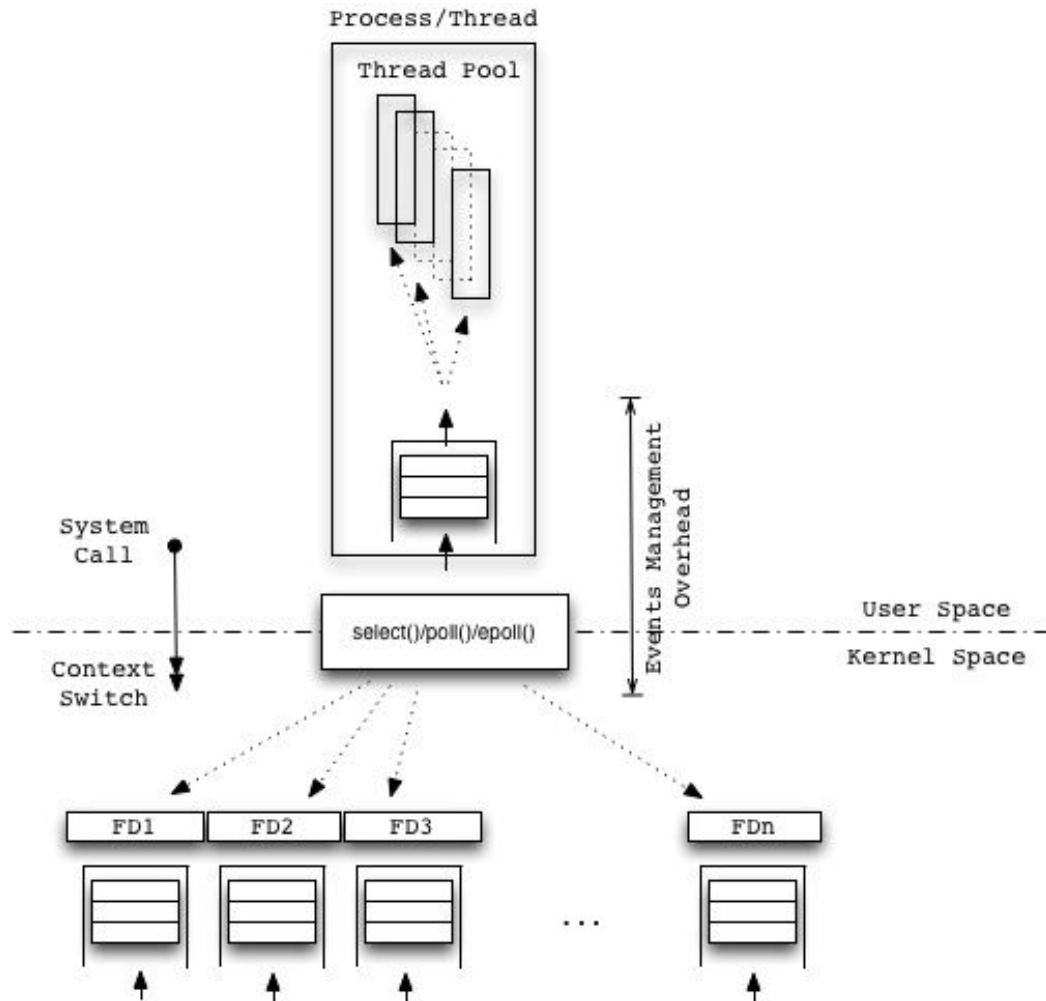 Process/Thread
Thread Pool
Events Management
Overhead
System
Call
select()/poll()/epoll()
User Space
Kernel Space
Context
Switch
FD1
FD2
FD3
FDn
...